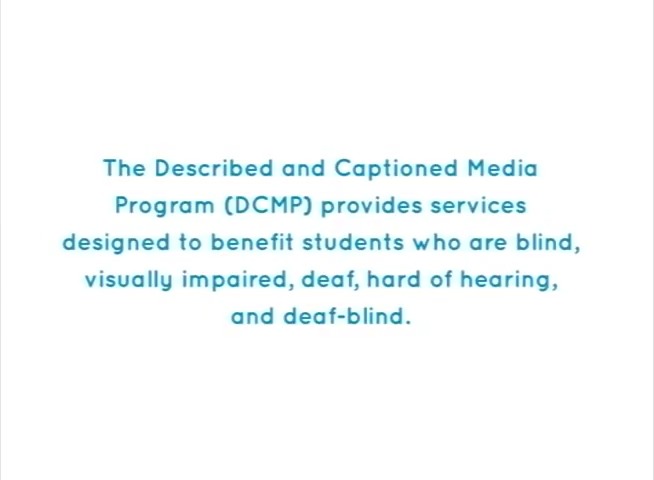 The Described and Captioned Media
Program (DCMP) provides services
designed to benefit students who are blind,
visually impaired, deaf, hard of hearing,
and deaf-blind.